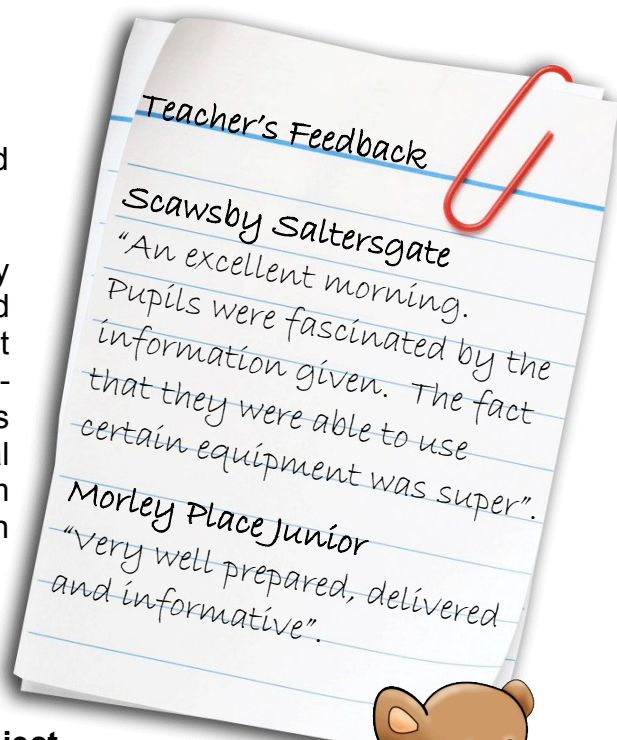 Teacher's Feedback
Scawsby Saltersgate
"An excellent morning.
Pupils were fascinated by the
information given. The fact
that they were able to use
certain equipment was super".
Morley Place Junior
"Very well prepared, delivered
and informative".